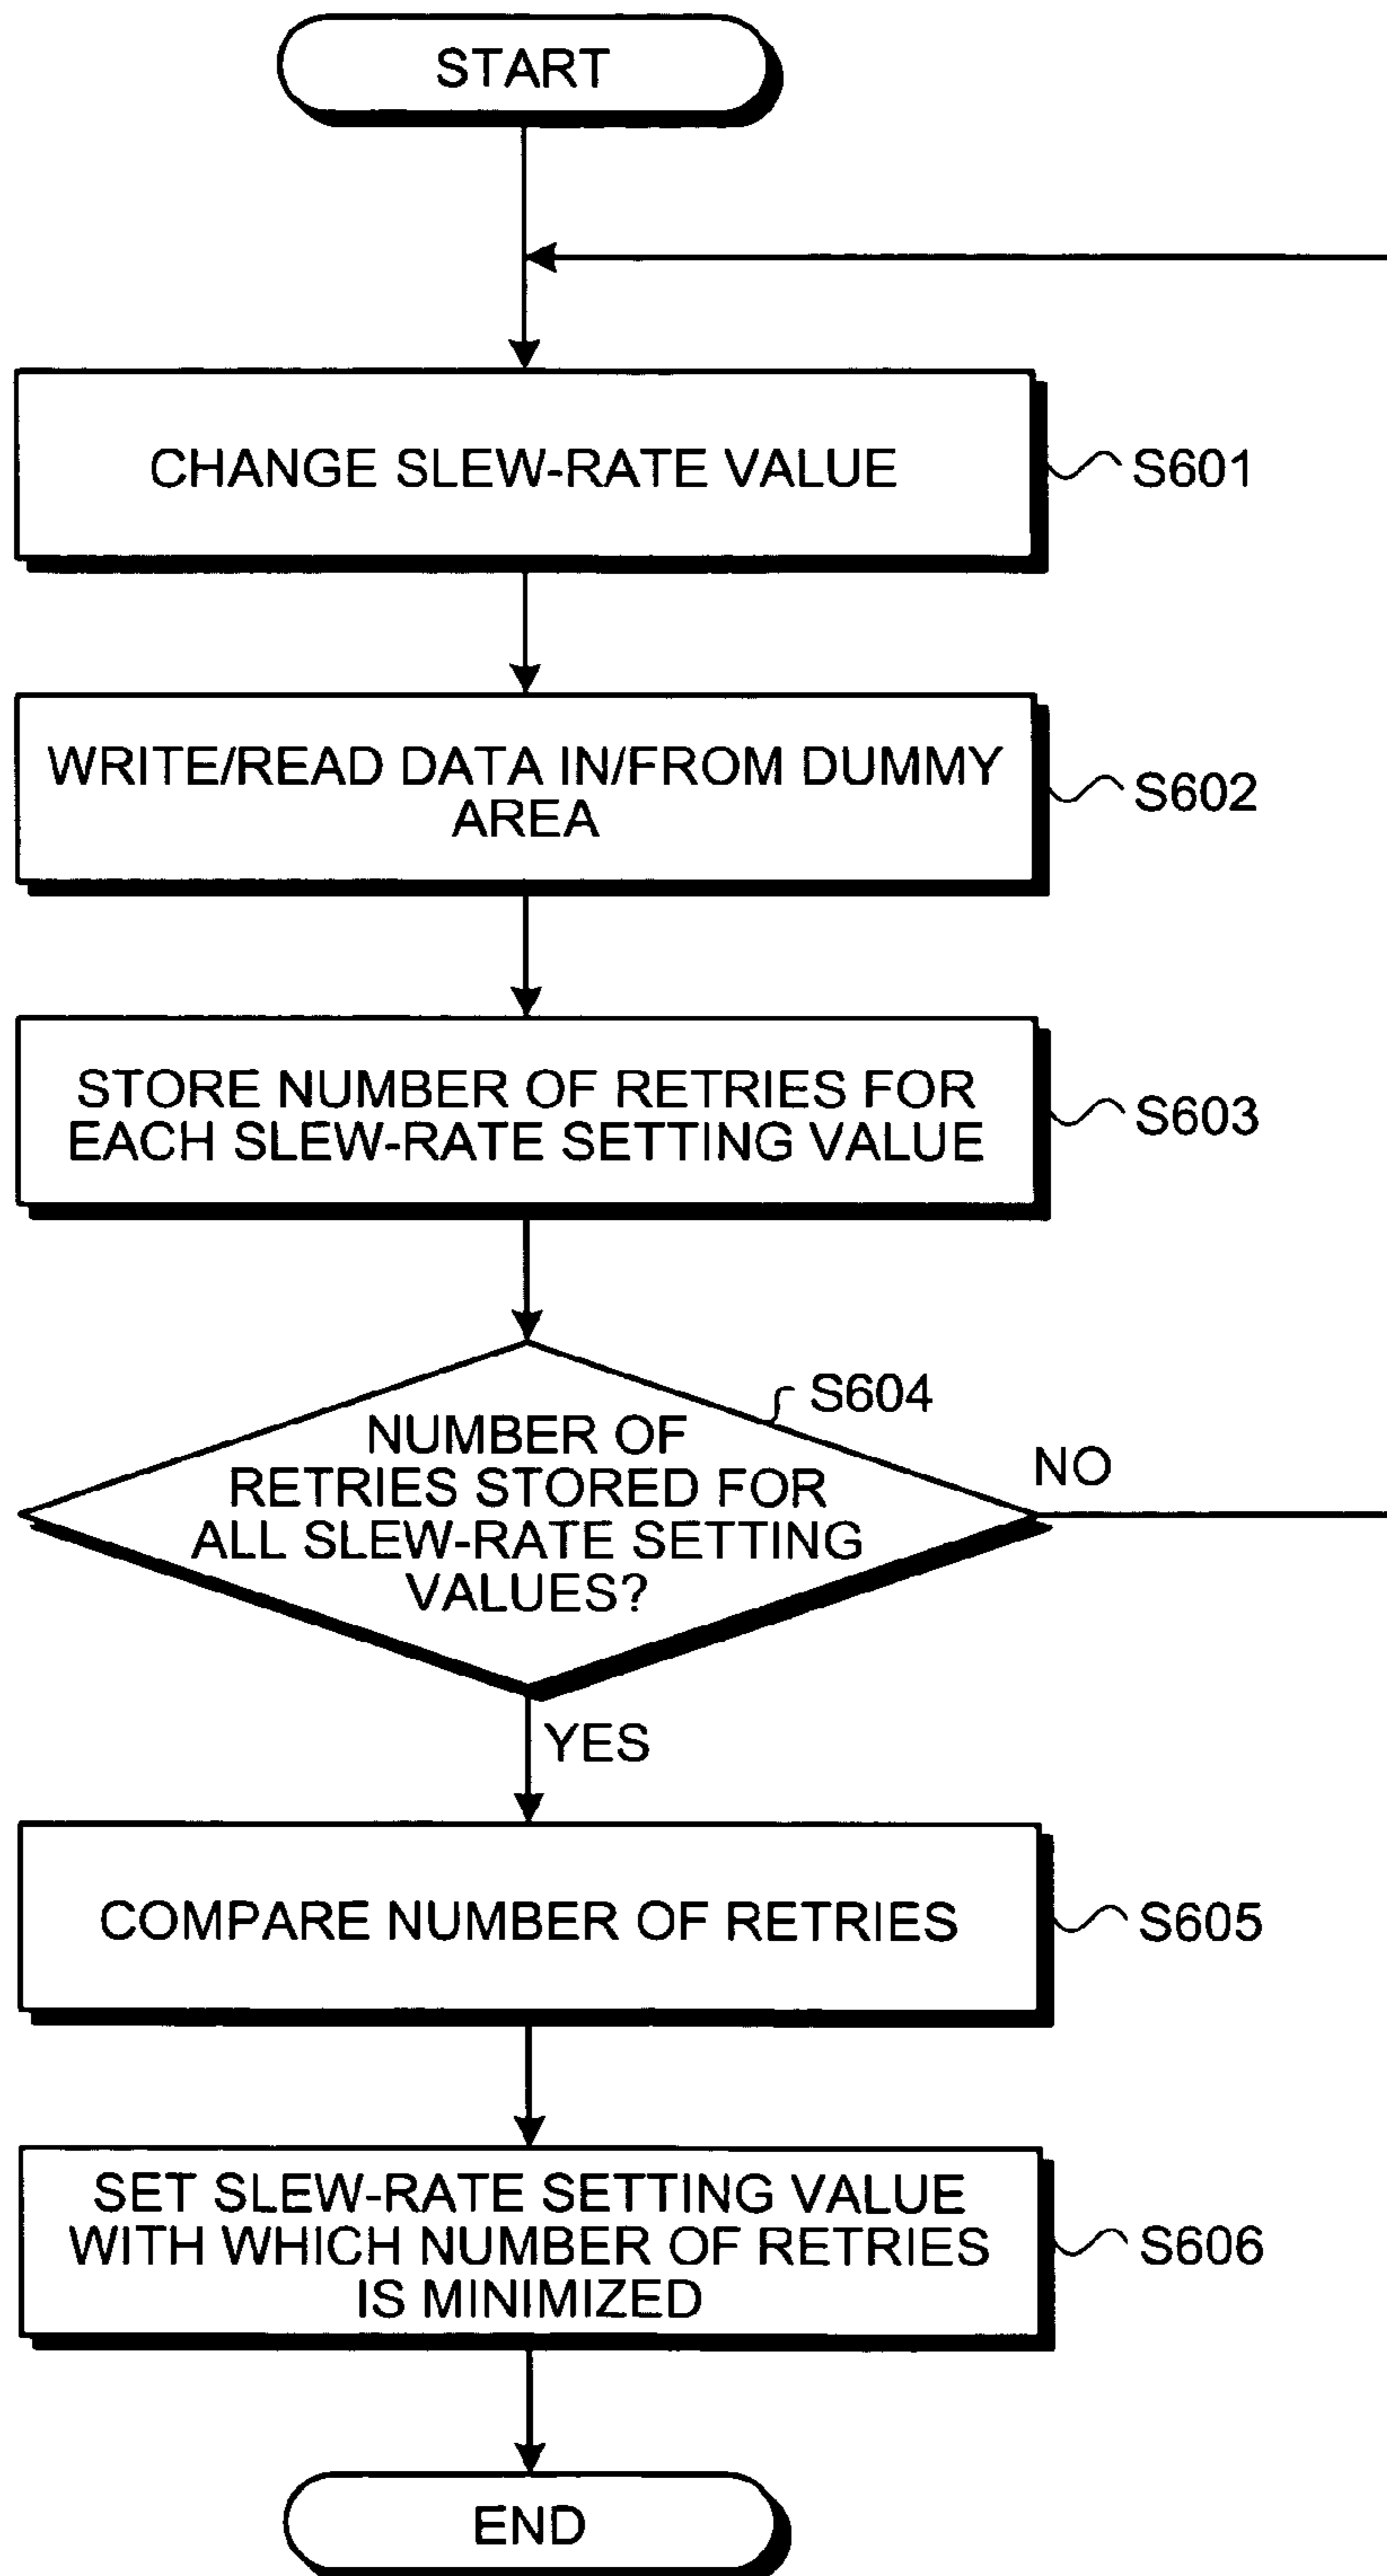 START
CHANGE SLEW-RATE VALUE
S601
WRITE/READ DATA IN/FROM DUMMY
AREA
S602
STORE NUMBER OF RETRIES FOR
EACH SLEW-RATE SETTING VALUE
S603
S604
NUMBER OF
RETRIES STORED FOR
ALL SLEW-RATE SETTING
VALUES?
NO
YES
COMPARE NUMBER OF RETRIES
S605
SET SLEW-RATE SETTING VALUE
WITH WHICH NUMBER OF RETRIES
IS MINIMIZED
S606
END